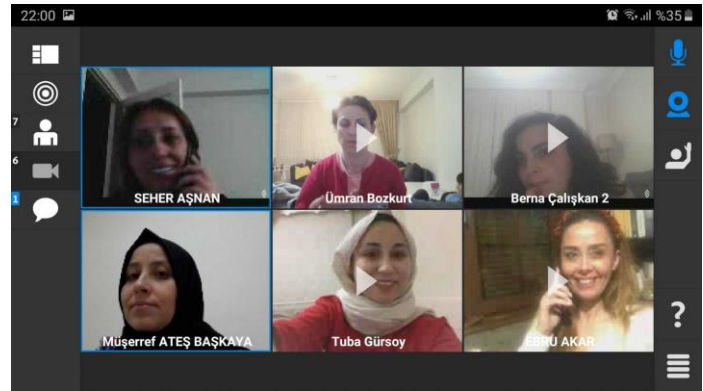 22:00
%35
7
6
1
SEHER AŞNAN
Ümran Bozkurt
Berna Çalışkan 2
Müşerref ATEŞ BAŞKAYA
Tuba Gürsoy
EBRU AKAR
?